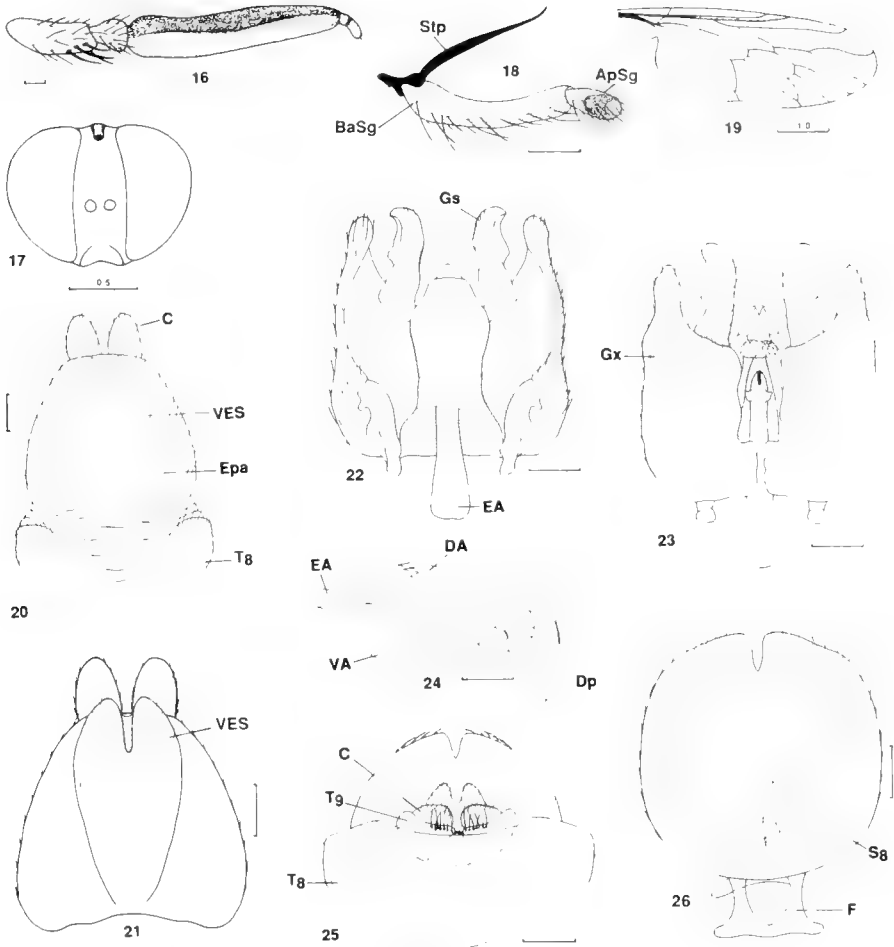 16
Stp
18
ApSg
BaSg
19
1.0
17
0.5
Gs
22
EA
Gx
23
C
VES
Epa
T8
20
DA
EA
VA
24
Dp
VES
21
C
T9
T8
25
S8
26
F